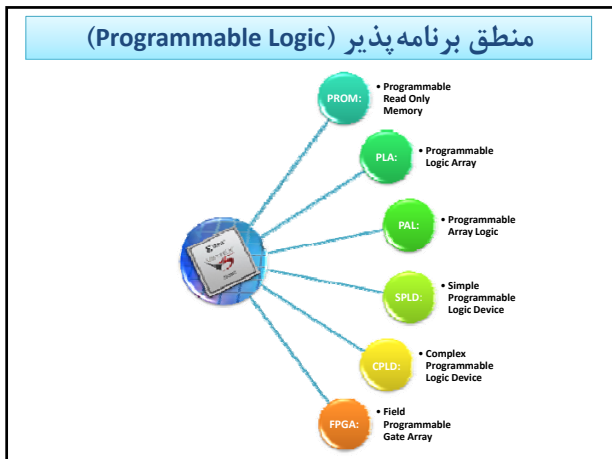 منطق برنامه‌پذیر (Programmable Logic)
PROM:
• Programmable
Read Only
Memory
PLA:
• Programmable
Logic Array
PAL:
• Programmable
Array Logic
SPLD:
• Simple
Programmable
Logic Device
CPLD:
• Complex
Programmable
Logic Device
FPGA:
• Field
Programmable
Gate Array